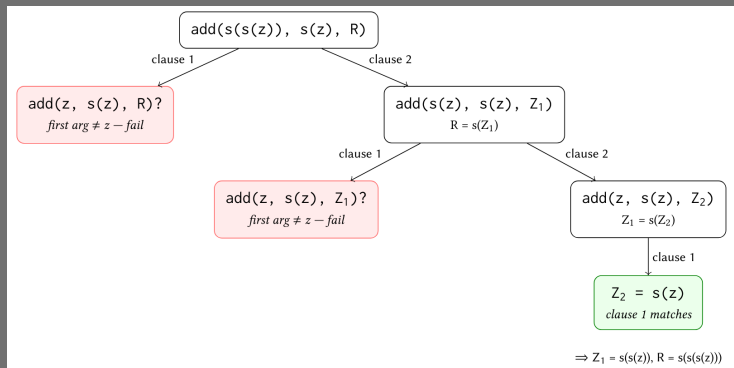 add(s(s(z)), s(z), R)
clause 1
clause 2
add(z, s(z), R)?
first arg ≠ z — fail
add(s(z), s(z), Z₁)
R = s(Z₁)
clause 1
clause 2
add(z, s(z), Z₁)?
first arg ≠ z — fail
add(z, s(z), Z₂)
Z₁ = s(Z₂)
clause 1
Z₂ = s(z)
clause 1 matches
⇒ Z₁ = s(s(z)), R = s(s(s(z)))